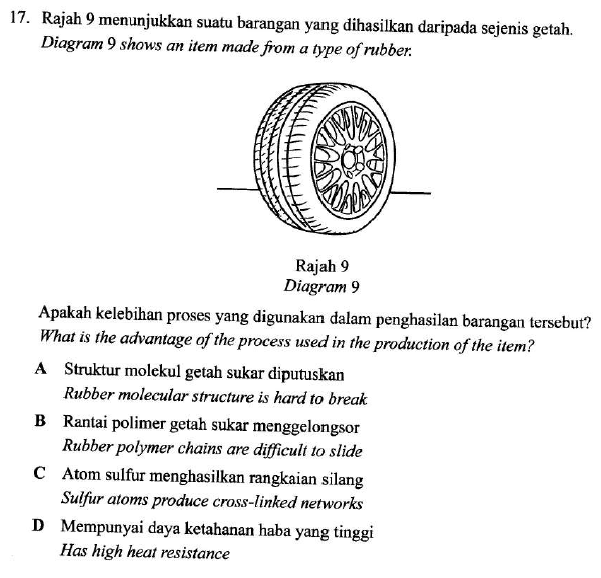 17. Rajah 9 menunjukkan suatu barangan yang dihasilkan daripada sejenis getah.
Diagram 9 shows an item made from a type of rubber.
Rajah 9
Diagram 9
Apakah kelebihan proses yang digunakan dalam penghasilan barangan tersebut?
What is the advantage of the process used in the production of the item?
A Struktur molekul getah sukar diputuskan
Rubber molecular structure is hard to break
B Rantai polimer getah sukar menggelongsor
Rubber polymer chains are difficult to slide
C Atom sulfur menghasilkan rangkaian silang
Sulfur atoms produce cross-linked networks
D Mempunyai daya ketahanan haba yang tinggi
Has high heat resistance